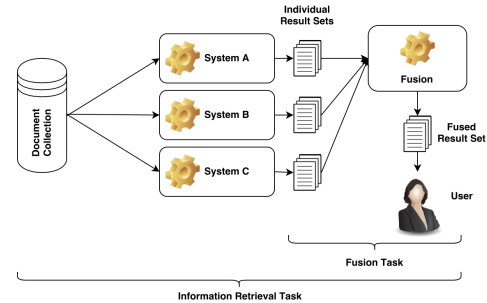 Individual
Result Sets
System A
System B
System C
Document
Collection
Fusion
Fused
Result Set
User
Fusion Task
Information Retrieval Task